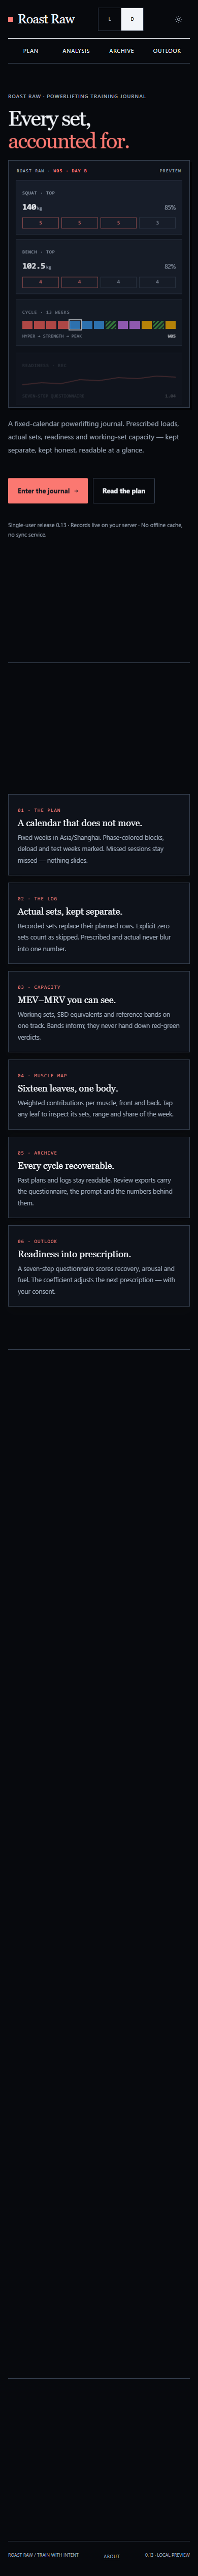 Roast Raw
L D
PLAN ANALYSIS ARCHIVE OUTLOOK
ROAST RAW · POWERLIFTING TRAINING JOURNAL
Every set,
accounted for.
ROAST RAW · W05 · DAY B PREVIEW
SQUAT · TOP
140kg 85%
5 5 5 3
BENCH · TOP
102.5kg 82%
4 4 4 4
CYCLE · 13 WEEKS
HYPER → STRENGTH → PEAK W05
1.00
A fixed-calendar powerlifting journal. Prescribed loads,
actual sets, readiness and working-set capacity — kept
separate, kept honest, readable at a glance.
Enter the journal → Read the plan
Single-user release 0.13 · Records live on your server · No offline cache,
no sync service.
01 · THE PLAN
A calendar that does not move.
Fixed weeks in Asia/Shanghai. Phase-colored blocks,
deload and test weeks marked. Missed sessions stay
missed — nothing slides.
02 · THE LOG
Actual sets, kept separate.
Recorded sets replace their planned rows. Explicit zero
sets count as skipped. Prescribed and actual never blur
into one number.
03 · CAPACITY
MEV–MRV you can see.
Working sets, SBD equivalents and reference bands on
one track. Bands inform; they never hand down red-green
verdicts.
04 · MUSCLE MAP
Sixteen leaves, one body.
Weighted contributions per muscle, front and back. Tap
any leaf to inspect its sets, range and share of the week.
05 · ARCHIVE
Every cycle recoverable.
Past plans and logs stay readable. Review exports carry
the questionnaire, the prompt and the numbers behind
them.
06 · OUTLOOK
Readiness into prescription.
A seven-step questionnaire scores recovery, arousal and
fuel. The coefficient adjusts the next prescription — with
your consent.
ROAST RAW / TRAIN WITH INTENT ABOUT 0.13 · LOCAL PREVIEW